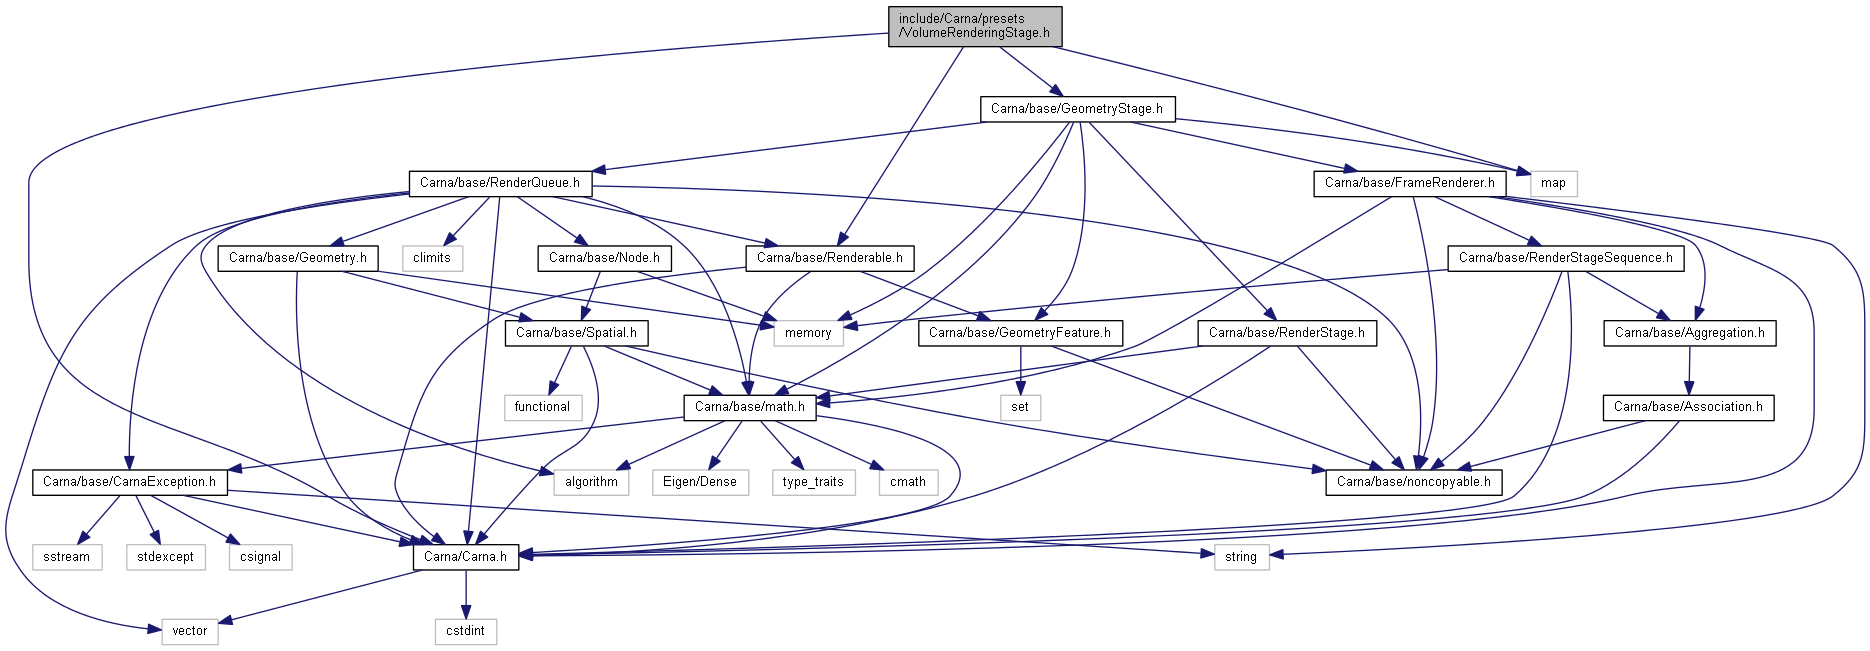 include/Carna/presets
/VolumeRenderingStage.h
Carna/base/GeometryStage.h
Carna/base/RenderQueue.h
Carna/base/FrameRenderer.h
map
Carna/base/Geometry.h
climits
Carna/base/Node.h
Carna/base/Renderable.h
Carna/base/RenderStageSequence.h
Carna/base/Spatial.h
memory
Carna/base/GeometryFeature.h
Carna/base/RenderStage.h
Carna/base/Aggregation.h
functional
Carna/base/math.h
set
Carna/base/Association.h
Carna/base/CarnaException.h
algorithm
Eigen/Dense
type_traits
cmath
Carna/base/noncopyable.h
sstream
stdexcept
csignal
Carna/Carna.h
string
vector
cstdint